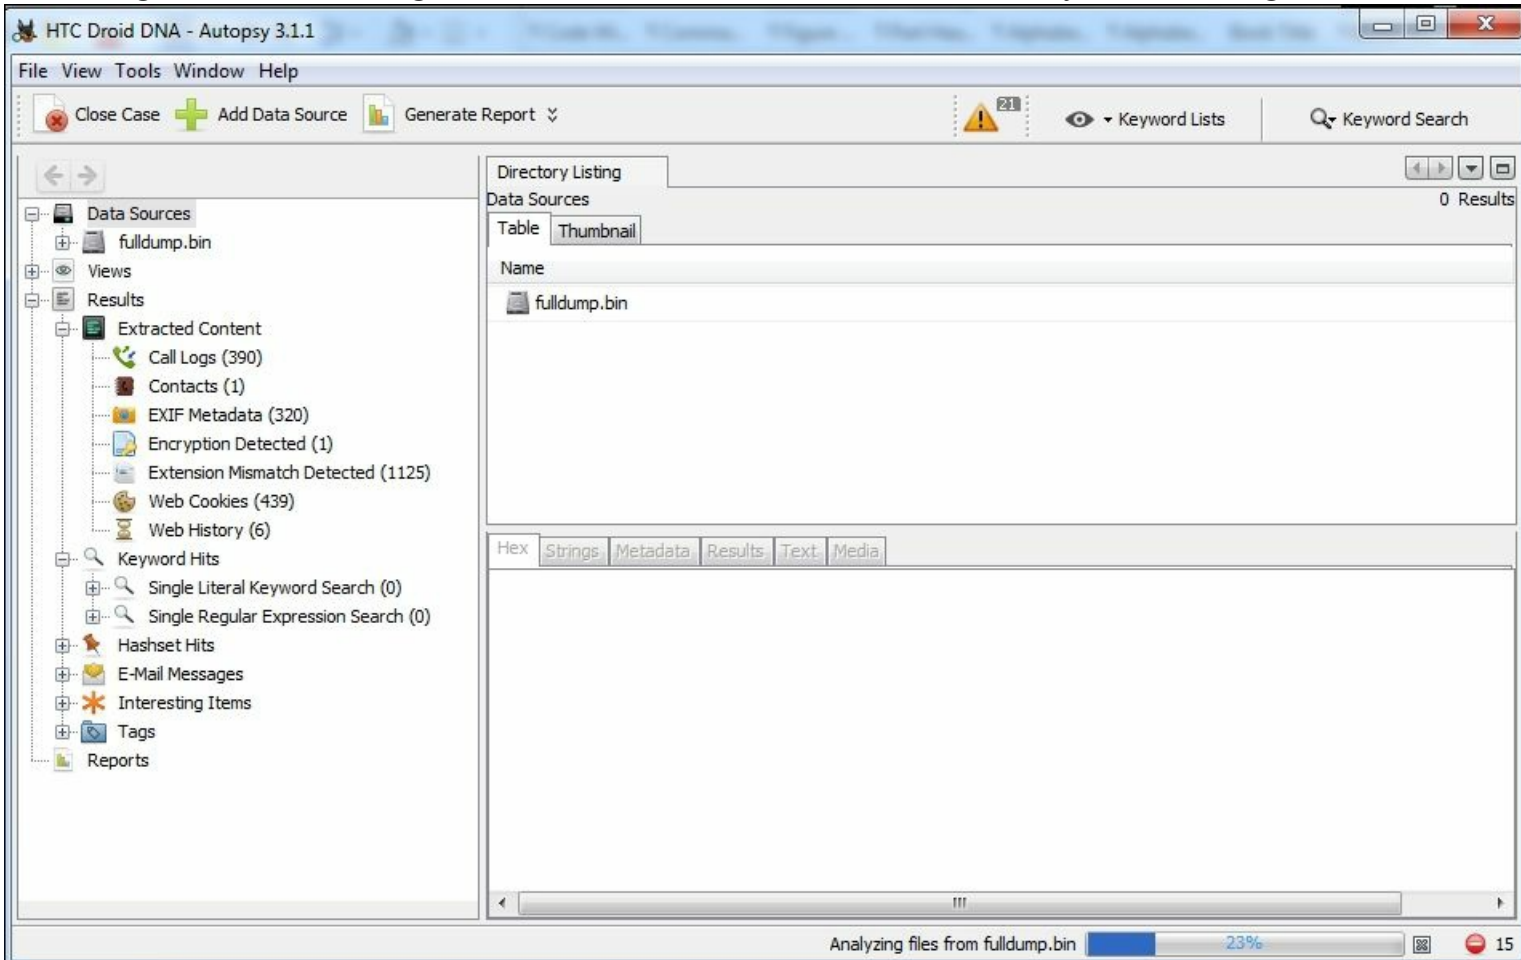 HTC Droid DNA - Autopsy 3.1.1
File View Tools Window Help
Close Case Add Data Source Generate Report 21 Keyword Lists Keyword Search
Directory Listing
Data Sources 0 Results
Table Thumbnail
Name
fulldump.bin
Data Sources
fulldump.bin
Views
Results
Extracted Content
Call Logs (390)
Contacts (1)
EXIF Metadata (320)
Encryption Detected (1)
Extension Mismatch Detected (1125)
Web Cookies (439)
Web History (6)
Keyword Hits
Single Literal Keyword Search (0)
Single Regular Expression Search (0)
Hashset Hits
E-Mail Messages
Interesting Items
Tags
Reports
Hex Strings Metadata Results Text Media
Analyzing files from fulldump.bin 23% 15